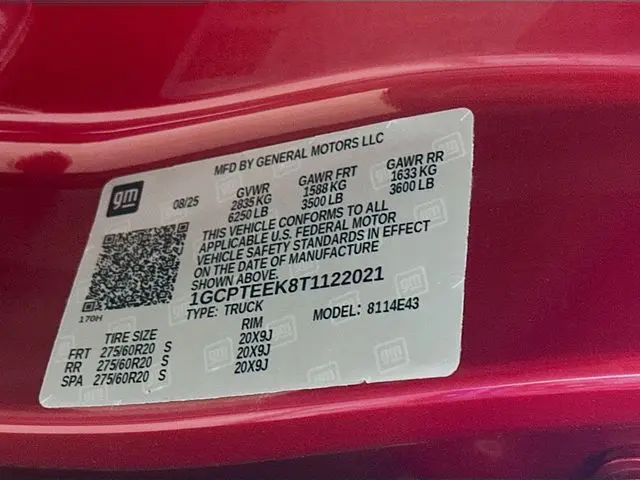 MFD BY GENERAL MOTORS LLC
gm
08/25
GVWR GAWR FRT GAWR RR
2835 KG 1588 KG 1633 KG
6250 LB 3500 LB 3600 LB
THIS VEHICLE CONFORMS TO ALL
APPLICABLE U.S. FEDERAL MOTOR
VEHICLE SAFETY STANDARDS IN EFFECT
ON THE DATE OF MANUFACTURE
SHOWN ABOVE.
1GCPTEEK8T1122021
170H
TYPE: TRUCK MODEL: 8114E43
TIRE SIZE RIM
FRT 275/60R20 S 20X9J
RR 275/60R20 S 20X9J
SPA 275/60R20 S 20X9J